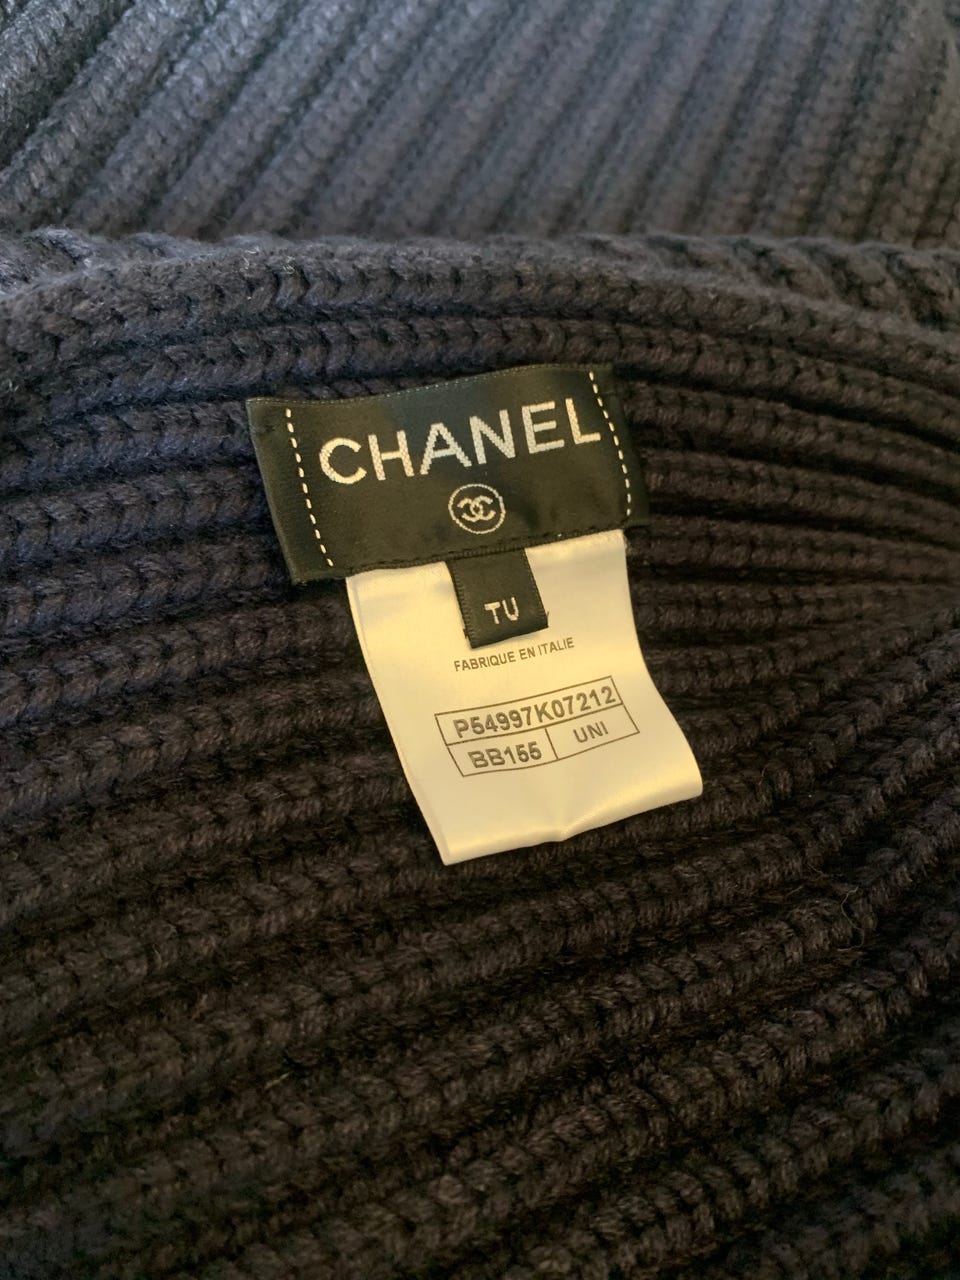 CHANEL
TU
FABRIQUE EN ITALIE
P54997K07212
BB155 UNI